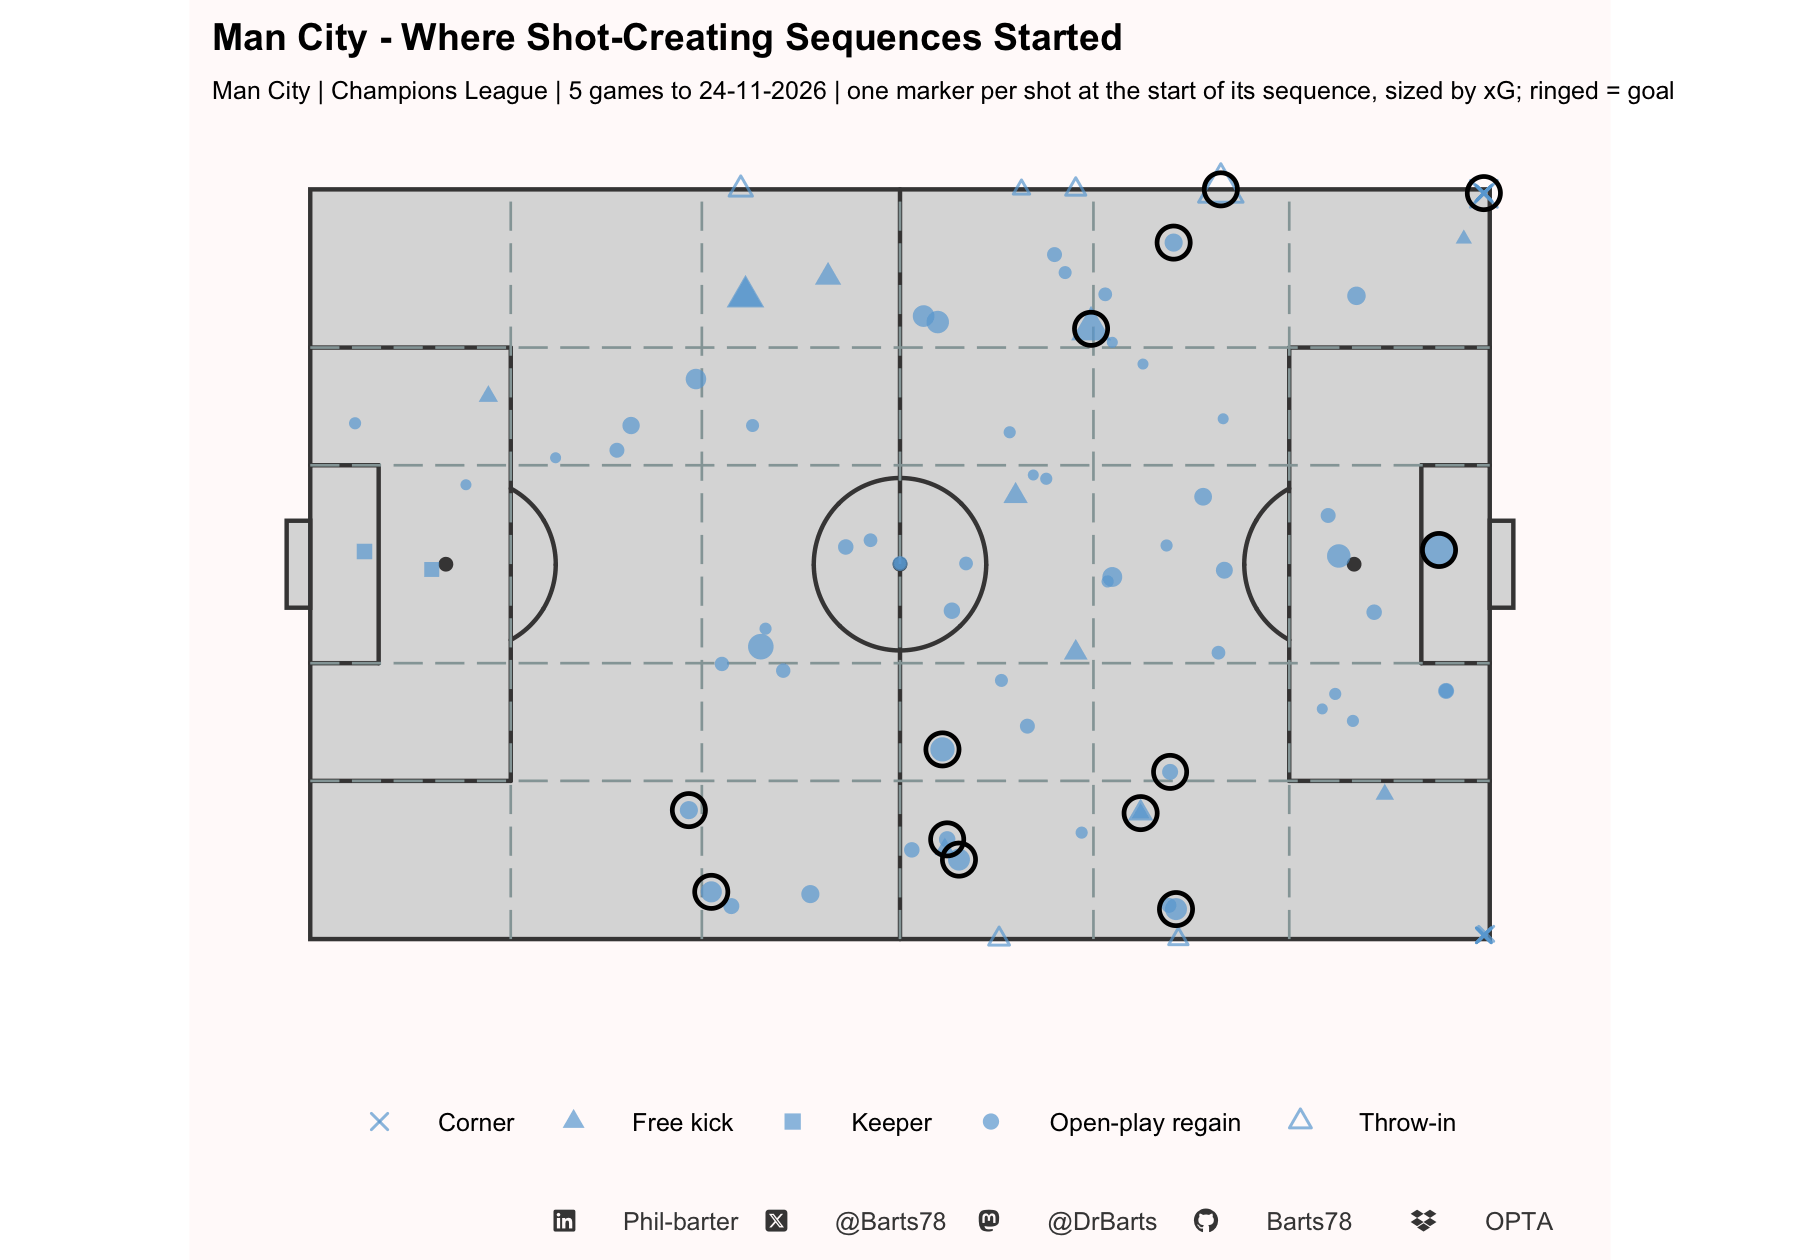 Man City - Where Shot-Creating Sequences Started
Man City | Champions League | 5 games to 24-11-2026 | one marker per shot at the start of its sequence, sized by xG; ringed = goal
Corner Free kick Keeper Open-play regain Throw-in
Phil-barter @Barts78 @DrBarts Barts78 OPTA